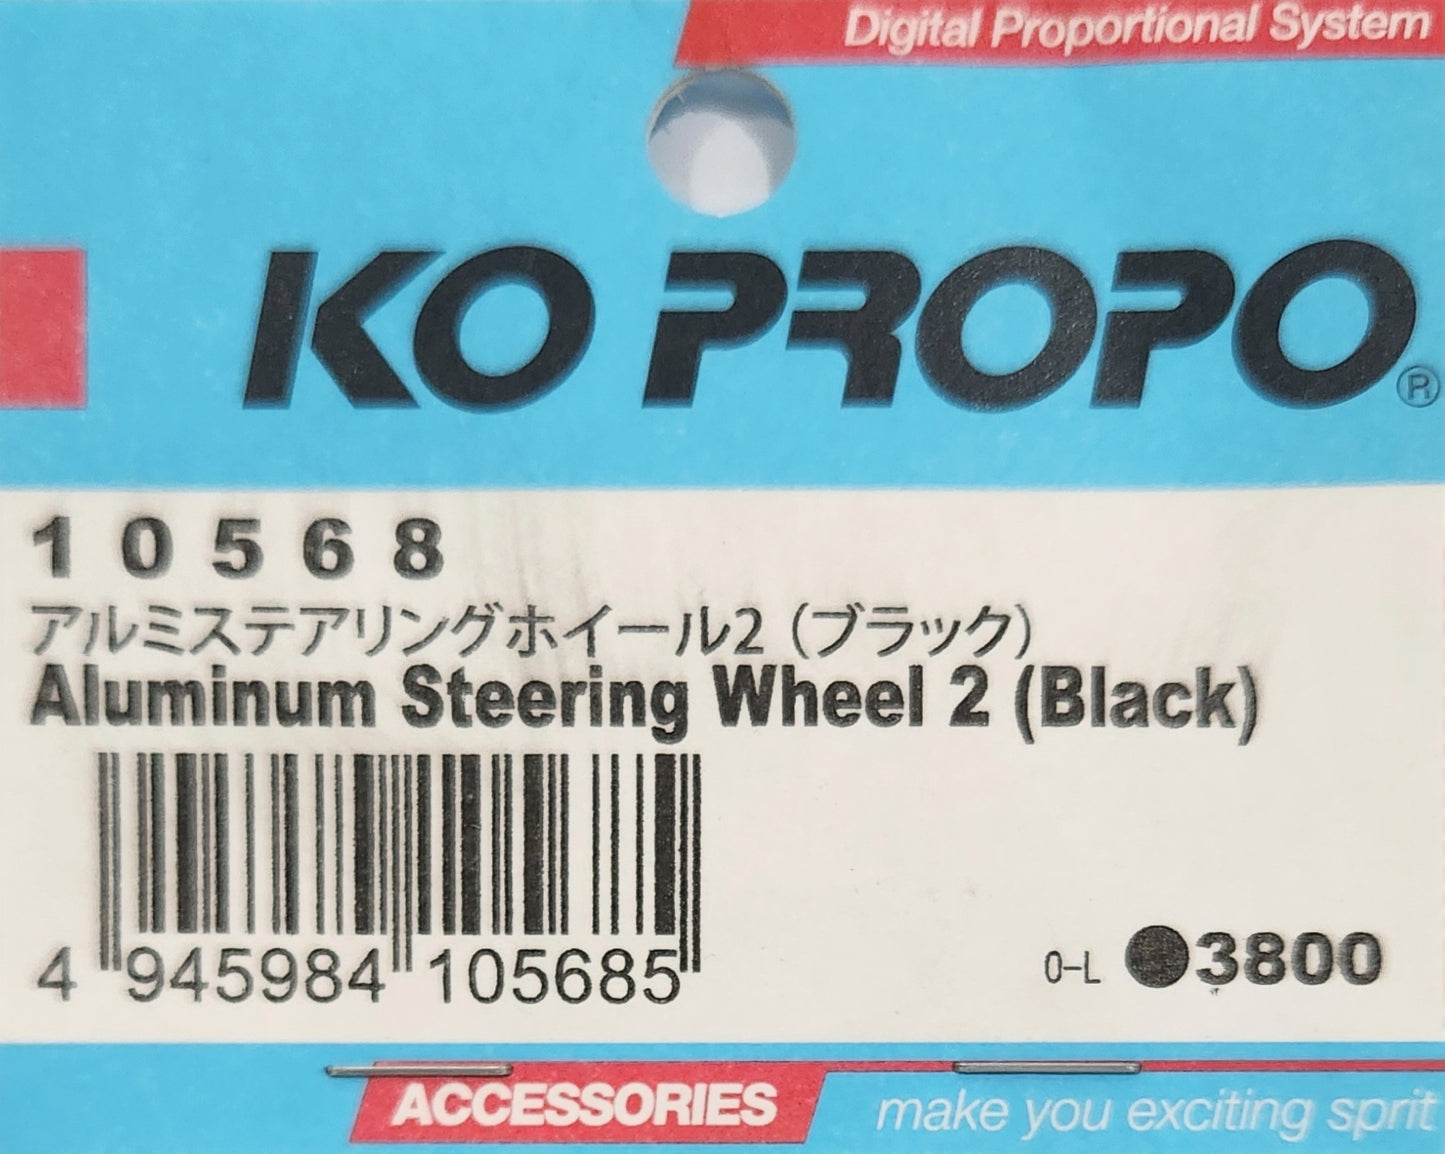 Digital Proportional System
KO PROPO®
10568
アルミステアリングホイール2（ブラック）
Aluminum Steering Wheel 2 (Black)
4 945984 105685
0-L ●3800
ACCESSORIES
make you exciting sprit